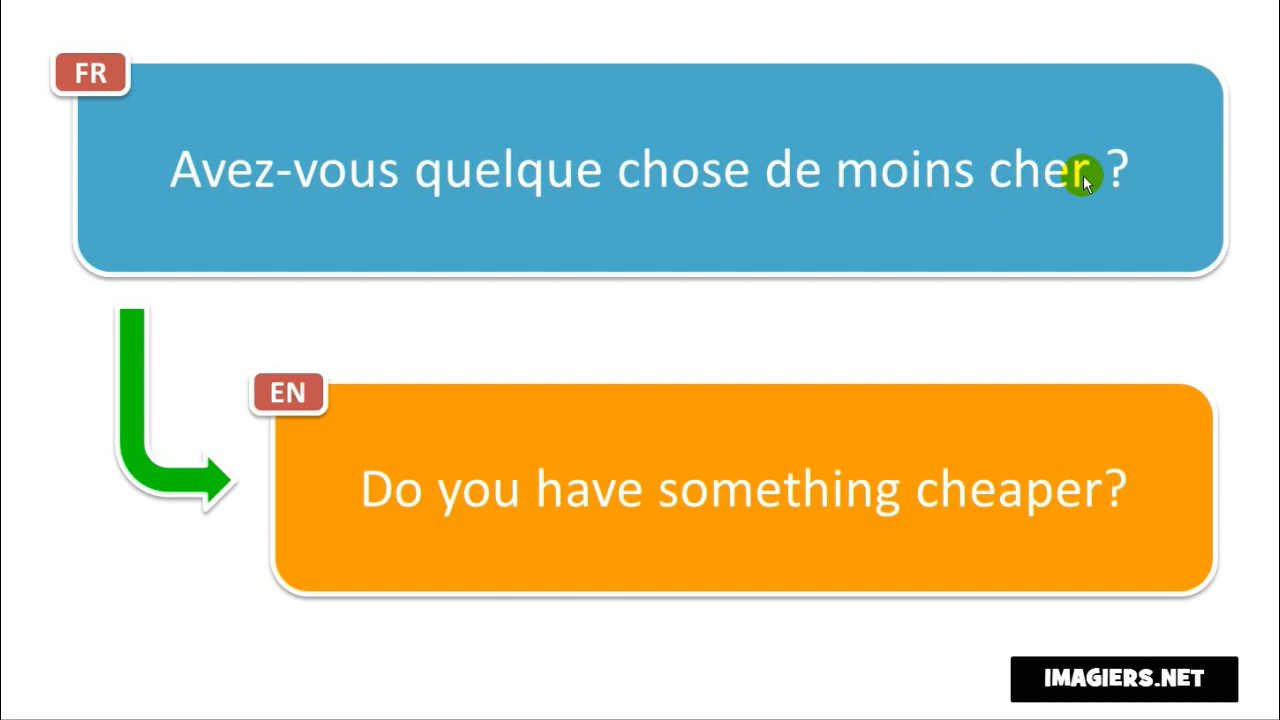 FR
Avez-vous quelque chose de moins cher ?
EN
Do you have something cheaper?
IMAGIERS.NET